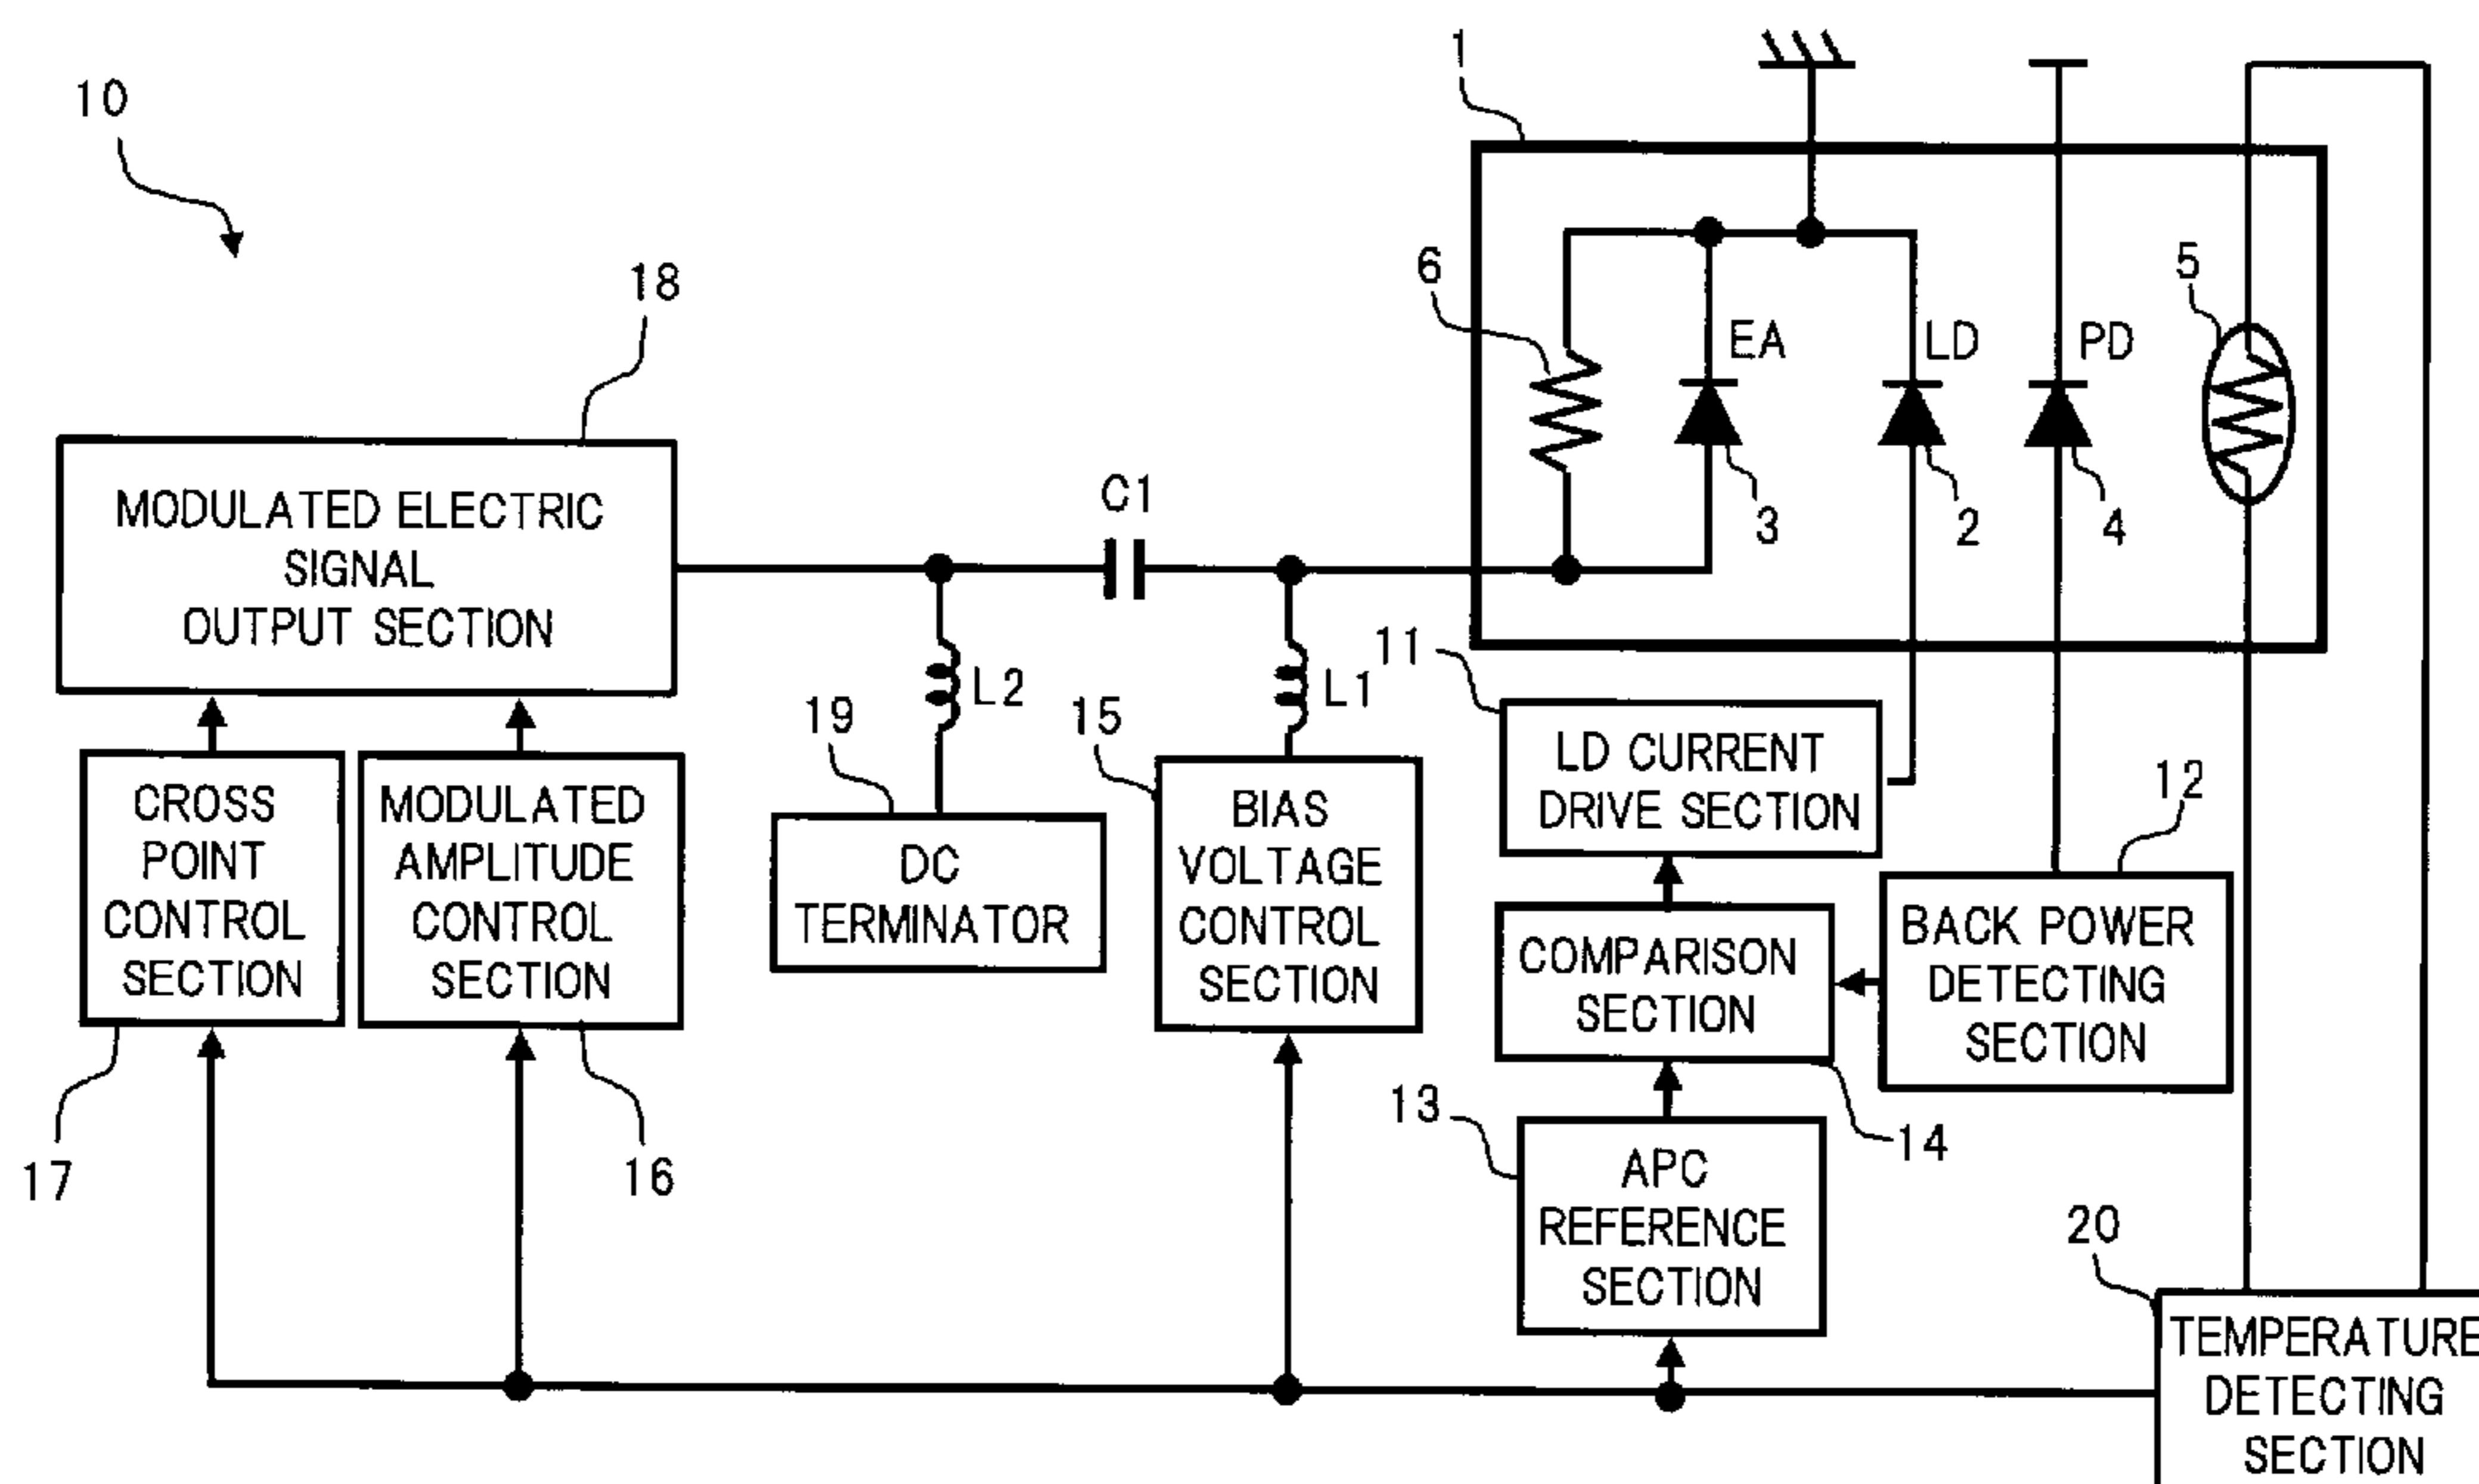 1
10
18
6
EA
LD
PD
5
MODULATED ELECTRIC
SIGNAL
OUTPUT SECTION
C1
3
2
4
11
L2
L1
19
15
LD CURRENT
DRIVE SECTION
12
CROSS
POINT
CONTROL
SECTION
MODULATED
AMPLITUDE
CONTROL
SECTION
DC
TERMINATOR
BIAS
VOLTAGE
CONTROL
SECTION
COMPARISON
SECTION
BACK POWER
DETECTING
SECTION
13
14
17
16
APC
REFERENCE
SECTION
20
TEMPERATURE
DETECTING
SECTION